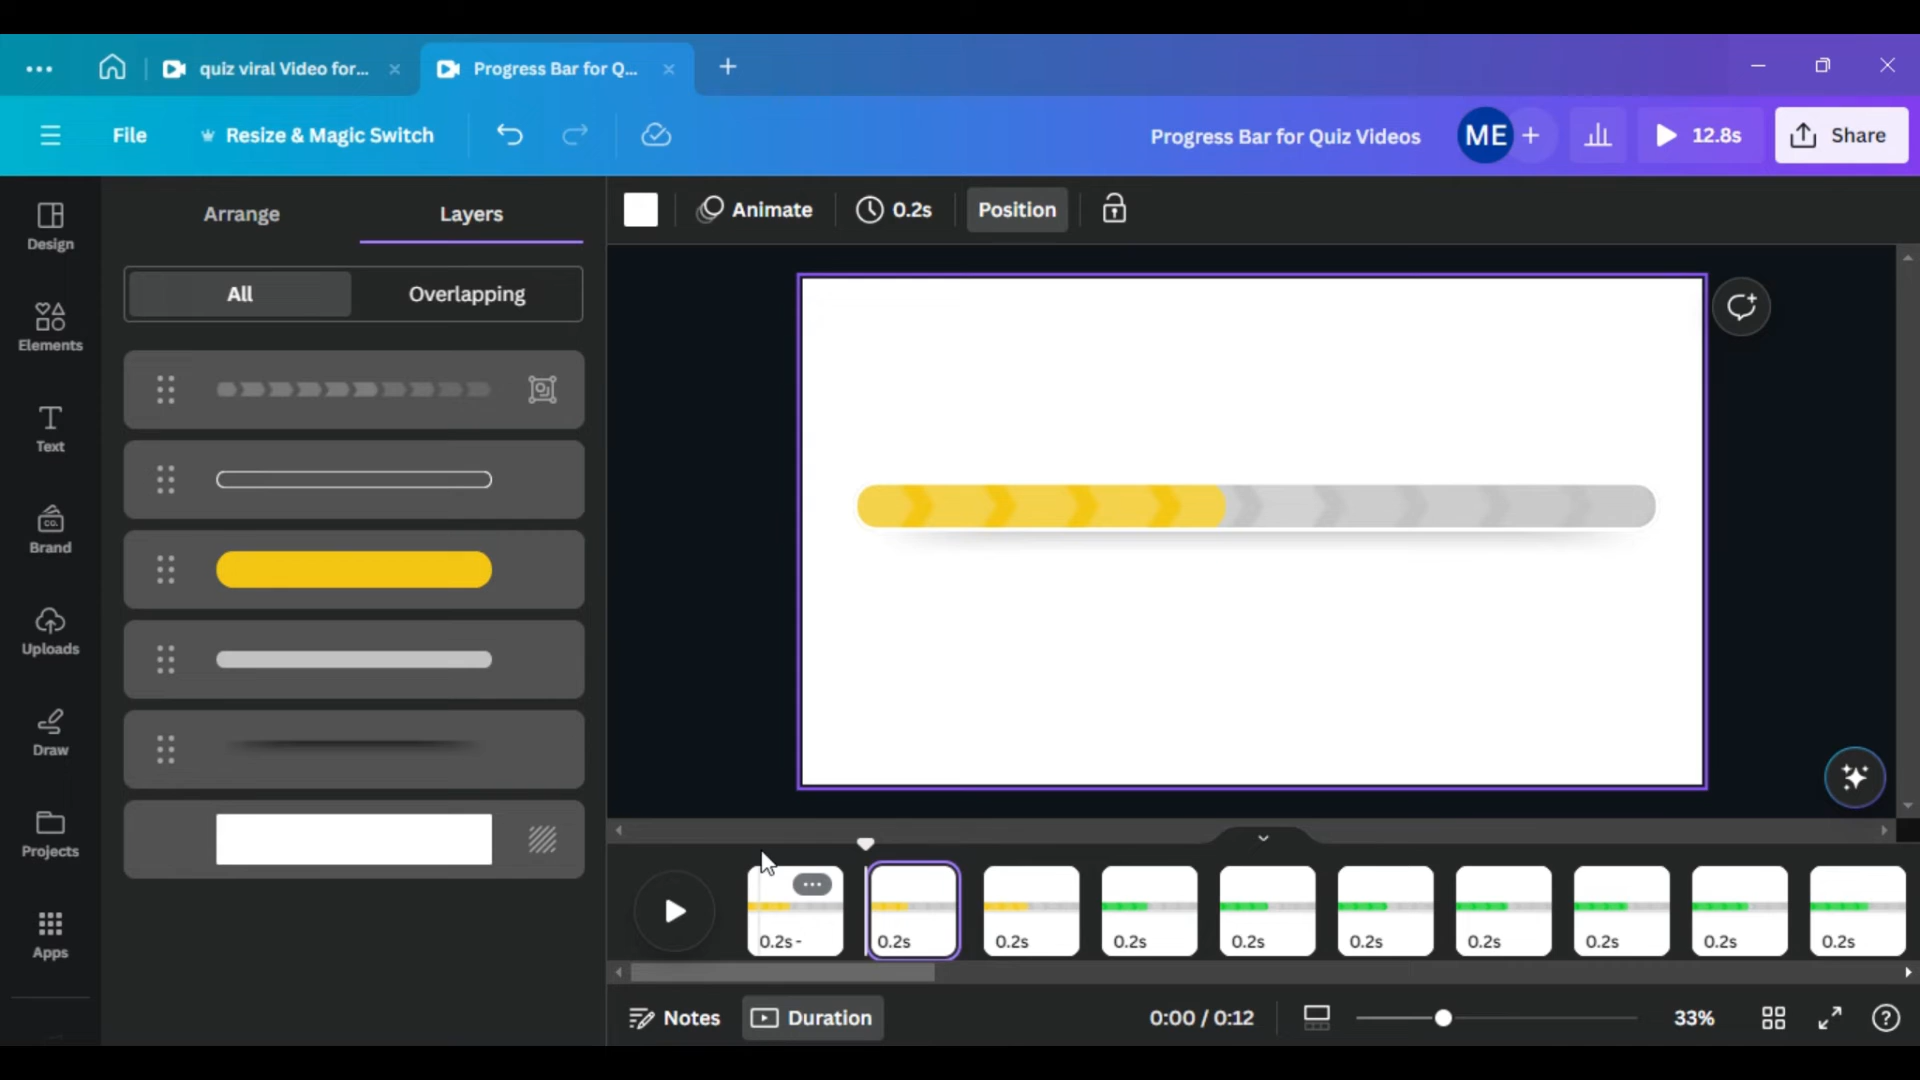 quiz viral Video for...
Progress Bar for Q...
File
Resize & Magic Switch
Progress Bar for Quiz Videos
ME
12.8s
Share
Design
Elements
Text
CO.
Brand
Uploads
Draw
Projects
Apps
Arrange
Layers
All
Overlapping
Animate
0.2s
Position
0.2s-
0.2s
0.2s
0.2s
0.2s
0.2s
0.2s
0.2s
0.2s
0.2s
Notes
Duration
0:00 / 0:12
33%